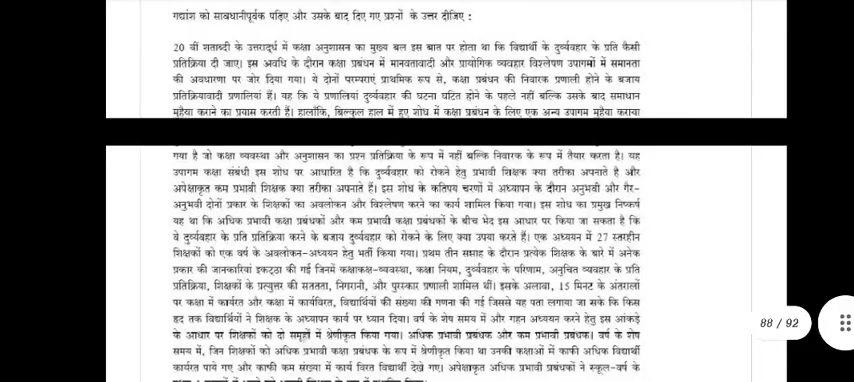 गद्यांश को सावधानीपूर्वक पढ़िए और उसके बाद दिए गए प्रश्नों के उत्तर दीजिए :
20 वीं शताब्दी के उत्तरार्द्ध में कक्षा अनुशासन का मुख्य बल इस बात पर होता था कि विद्यार्थी के दुर्व्यवहार के प्रति कैसी
प्रतिक्रिया दी जाए। इस अवधि के दौरान कक्षा प्रबंधन में मानवतावादी और प्रायोगिक व्यवहार विश्लेषण उपागमों में समानता
की अवधारणा पर जोर दिया गया। ये दोनों परम्पराएं प्राथमिक रूप से, कक्षा प्रबंधन की निवारक प्रणाली होने के बजाय
प्रतिक्रियावादी प्रणालियां हैं। यह कि ये प्रणालियां दुर्व्यवहार की घटना घटित होने के पहले नहीं बल्कि उसके बाद समाधान
मुहैया कराने का प्रयास करती हैं। हालाँकि, बिल्कुल हाल में हुए शोध में कक्षा प्रबंधन के लिए एक अन्य उपागम मुहैया कराया
गया है जो कक्षा व्यवस्था और अनुशासन का प्रश्न प्रतिक्रिया के रूप में नहीं बल्कि निवारक के रूप में तैयार करता है। यह
उपागम कक्षा संबंधी इस शोध पर आधारित है कि दुर्व्यवहार को रोकने हेतु प्रभावी शिक्षक क्या तरीका अपनाते है और
अपेक्षाकृत कम प्रभावी शिक्षक क्या तरीका अपनाते हैं। इस शोध के कतिपय चरणों में अध्यापन के दौरान अनुभवी और गैर-
अनुभवी दोनों प्रकार के शिक्षकों का अवलोकन और विश्लेषण करने का कार्य शामिल किया गया। इस शोध का प्रमुख निष्कर्ष
यह था कि अधिक प्रभावी कक्षा प्रबंधकों और कम प्रभावी कक्षा प्रबंधकों के बीच भेद इस आधार पर किया जा सकता है कि
वे दुर्व्यवहार के प्रति प्रतिक्रिया करने के बजाय दुर्व्यवहार को रोकने के लिए क्या उपया करते हैं। एक अध्ययन में 27 स्तरहीन
शिक्षकों को एक वर्ष के अवलोकन-अध्ययन हेतु भर्ती किया गया। प्रथम तीन सप्ताह के दौरान प्रत्येक शिक्षक के बारे में अनेक
प्रकार की जानकारियां इकट्ठा की गई जिनमें कक्षाकक्ष-व्यवस्था, कक्षा नियम, दुर्व्यवहार के परिणाम, अनुचित व्यवहार के प्रति
प्रतिक्रिया, शिक्षकों के प्रत्युत्तर की सततता, निगरानी, और पुरस्कार प्रणाली शामिल थीं। इसके अलावा, 15 मिनट के अंतरालों
पर कक्षा में कार्यरत और कक्षा में कार्यविरत, विद्यार्थियों की संख्या की गणना की गई जिससे यह पता लगाया जा सके कि किस
हद तक विद्यार्थियों ने शिक्षक के अध्यापन कार्य पर ध्यान दिया। वर्ष के शेष समय में और गहन अध्ययन करने हेतु इस आंकड़े
के आधार पर शिक्षकों को दो समूहों में श्रेणीकृत किया गया। अधिक प्रभावी प्रबंधक और कम प्रभावी प्रबंधक। वर्ष के शेष
समय में, जिन शिक्षकों को अधिक प्रभावी कक्षा प्रबंधक के रूप में श्रेणीकृत किया था उनकी कक्षाओं में काफी अधिक विद्यार्थी
कार्यरत पाये गए और काफी कम संख्या में कार्य विरत विद्यार्थी देखे गए। अपेक्षाकृत अधिक प्रभावी प्रबंधकों ने स्कूल-वर्ष के
88 / 92